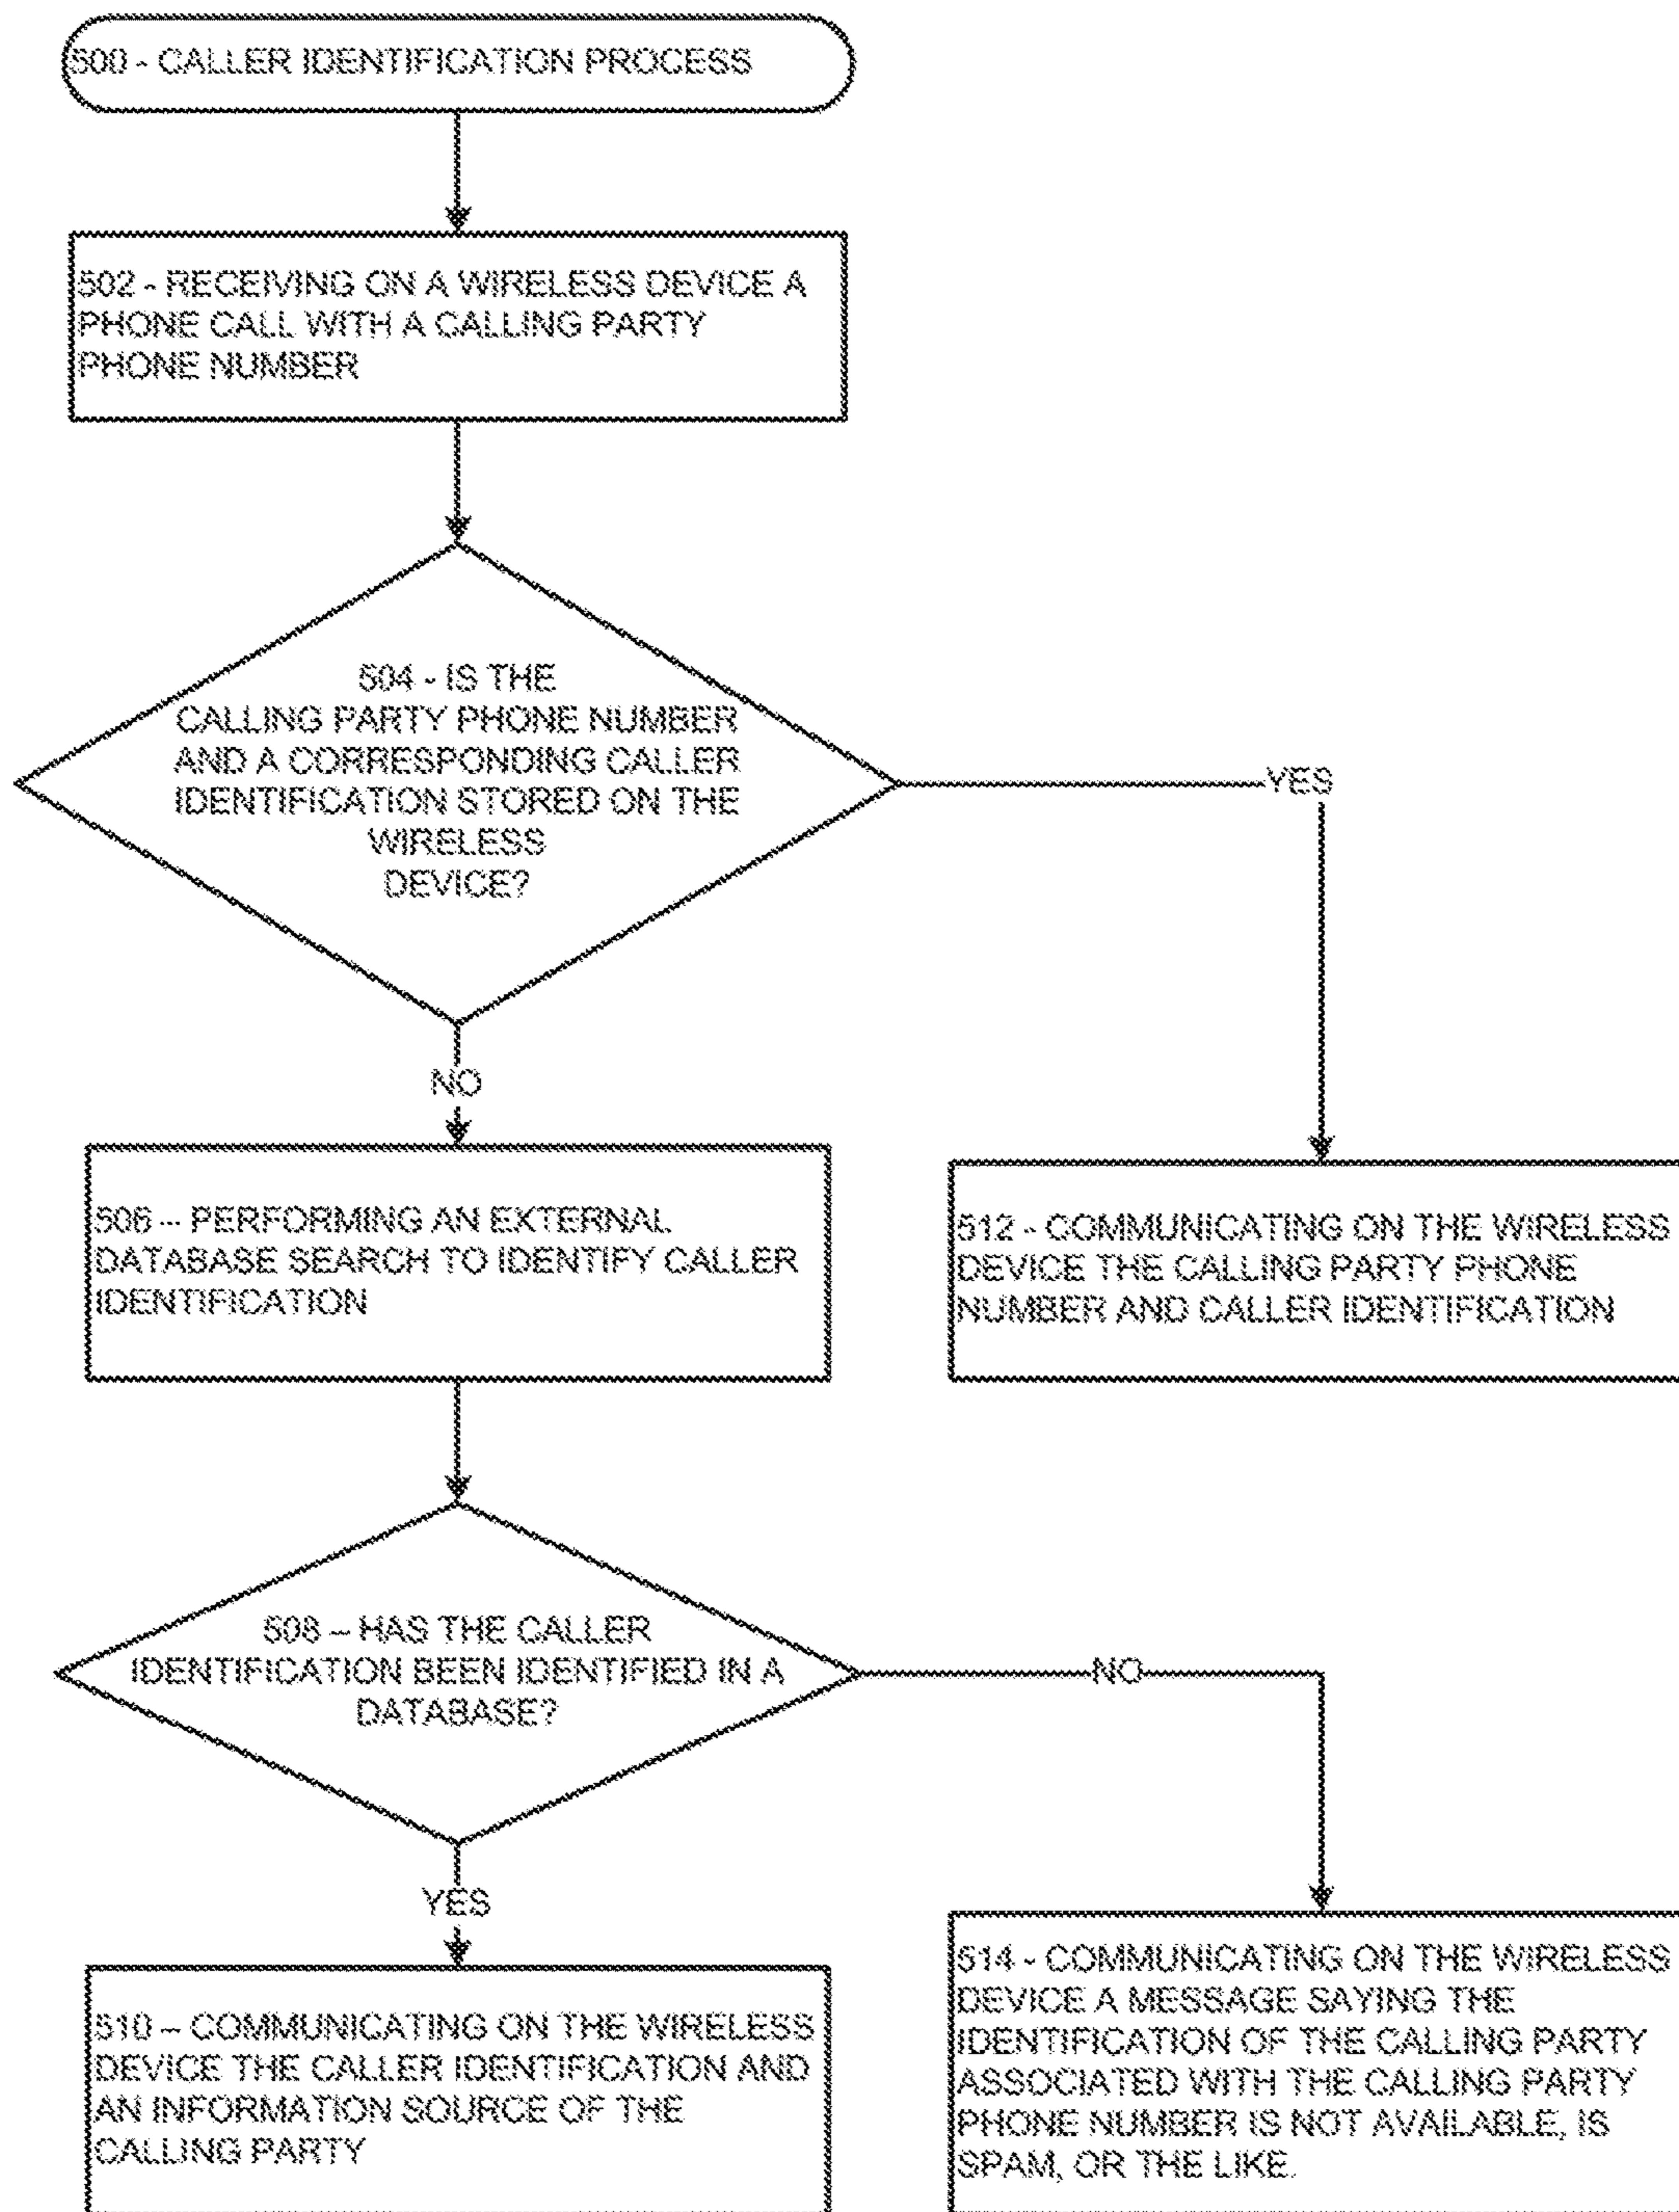 500 - CALLER IDENTIFICATION PROCESS
502 - RECEIVING ON A WIRELESS DEVICE A
PHONE CALL WITH A CALLING PARTY
PHONE NUMBER
504 - IS THE
CALLING PARTY PHONE NUMBER
AND A CORRESPONDING CALLER
IDENTIFICATION STORED ON THE
WIRELESS
DEVICE?
YES
NO
506 – PERFORMING AN EXTERNAL
DATABASE SEARCH TO IDENTIFY CALLER
IDENTIFICATION
512 - COMMUNICATING ON THE WIRELESS
DEVICE THE CALLING PARTY PHONE
NUMBER AND CALLER IDENTIFICATION
508 – HAS THE CALLER
IDENTIFICATION BEEN IDENTIFIED IN A
DATABASE?
NO
YES
510 – COMMUNICATING ON THE WIRELESS
DEVICE THE CALLER IDENTIFICATION AND
AN INFORMATION SOURCE OF THE
CALLING PARTY
514 - COMMUNICATING ON THE WIRELESS
DEVICE A MESSAGE SAYING THE
IDENTIFICATION OF THE CALLING PARTY
ASSOCIATED WITH THE CALLING PARTY
PHONE NUMBER IS NOT AVAILABLE, IS
SPAM, OR THE LIKE.